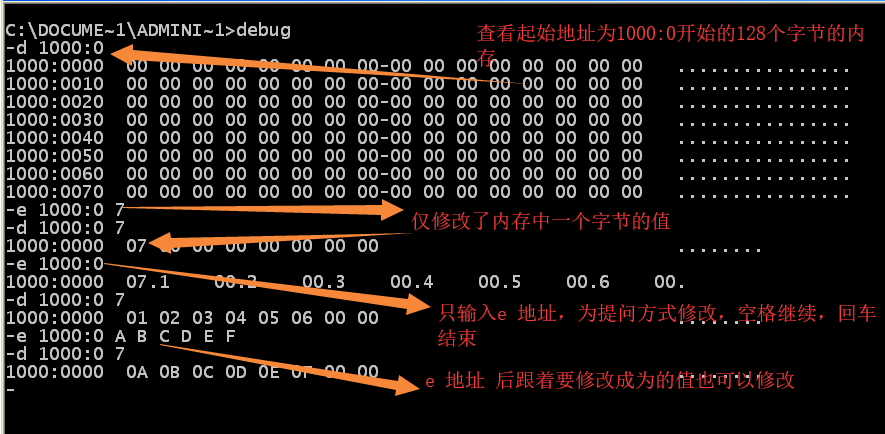 C:\DOCUME~1\ADMINI~1>debug
-d 1000:0
查看起始地址为1000:0开始的128个字节的内
存
1000:0000 00 00 00 00 00 00 00 00-00 00 00 00 00 00 00 00 ................
1000:0010 00 00 00 00 00 00 00 00-00 00 00 00 00 00 00 00 ................
1000:0020 00 00 00 00 00 00 00 00-00 00 00 00 00 00 00 00 ................
1000:0030 00 00 00 00 00 00 00 00-00 00 00 00 00 00 00 00 ................
1000:0040 00 00 00 00 00 00 00 00-00 00 00 00 00 00 00 00 ................
1000:0050 00 00 00 00 00 00 00 00-00 00 00 00 00 00 00 00 ................
1000:0060 00 00 00 00 00 00 00 00-00 00 00 00 00 00 00 00 ................
1000:0070 00 00 00 00 00 00 00 00-00 00 00 00 00 00 00 00 ................
-e 1000:0 7
仅修改了内存中一个字节的值
-d 1000:0 7
1000:0000 07 00 00 00 00 00 00 00 ........
-e 1000:0
1000:0000 07.1 00.2 00.3 00.4 00.5 00.6 00.
-d 1000:0 7
只输入e 地址，为提问方式修改，空格继续，回车
结束
1000:0000 01 02 03 04 05 06 00 00 ........
-e 1000:0 A B C D E F
-d 1000:0 7
1000:0000 0A 0B 0C 0D 0E 0F 00 00 ........
e 地址 后跟着要修改成为的值也可以修改
-